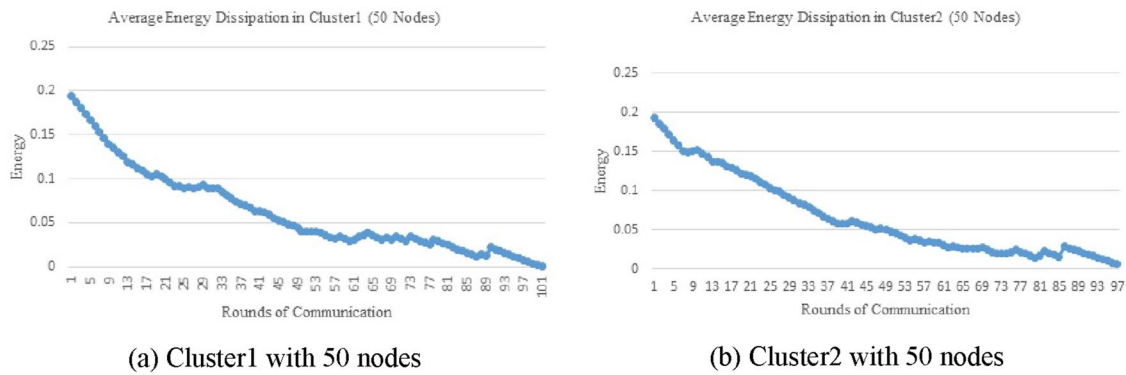 Average Energy Dissipation in Cluster1 (50 Nodes)
0.25
0.2
0.15
0.1
0.05
0
Energy
1 5 9 13 17 21 25 29 33 37 41 45 49 53 57 61 65 69 73 77 81 85 89 93 97 101
Rounds of Communication
(a) Cluster1 with 50 nodes
Average Energy Dissipation in Cluster2 (50 Nodes)
0.25
0.2
0.15
0.1
0.05
0
Energy
1 5 9 13 17 21 25 29 33 37 41 45 49 53 57 61 65 69 73 77 81 85 89 93 97
Rounds of Communication
(b) Cluster2 with 50 nodes